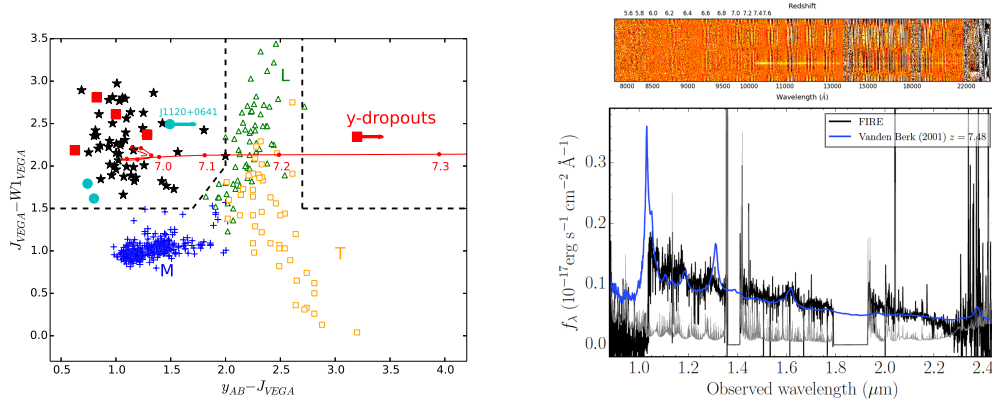 3.5
3.0
2.5
2.0
1.5
1.0
0.5
0.0
J_VEGA−W1_VEGA
0.5 1.0 1.5 2.0 2.5 3.0 3.5 4.0
y_AB−J_VEGA
J1120+0641
L
y-dropouts
7.0 7.1 7.2 7.3
M
T
Redshift
5.6 5.8 6.0 6.2 6.4 6.6 6.8 7.0 7.2 7.4 7.6
8000 9000 10000 11000 13000 15000 18000 22000
Wavelength (Å)
FIRE
Vanden Berk (2001) z = 7.48
0.3
0.2
0.1
0.0
f_λ (10⁻¹⁷erg s⁻¹ cm⁻² Å⁻¹)
1.0 1.2 1.4 1.6 1.8 2.0 2.2 2.4
Observed wavelength (μm)